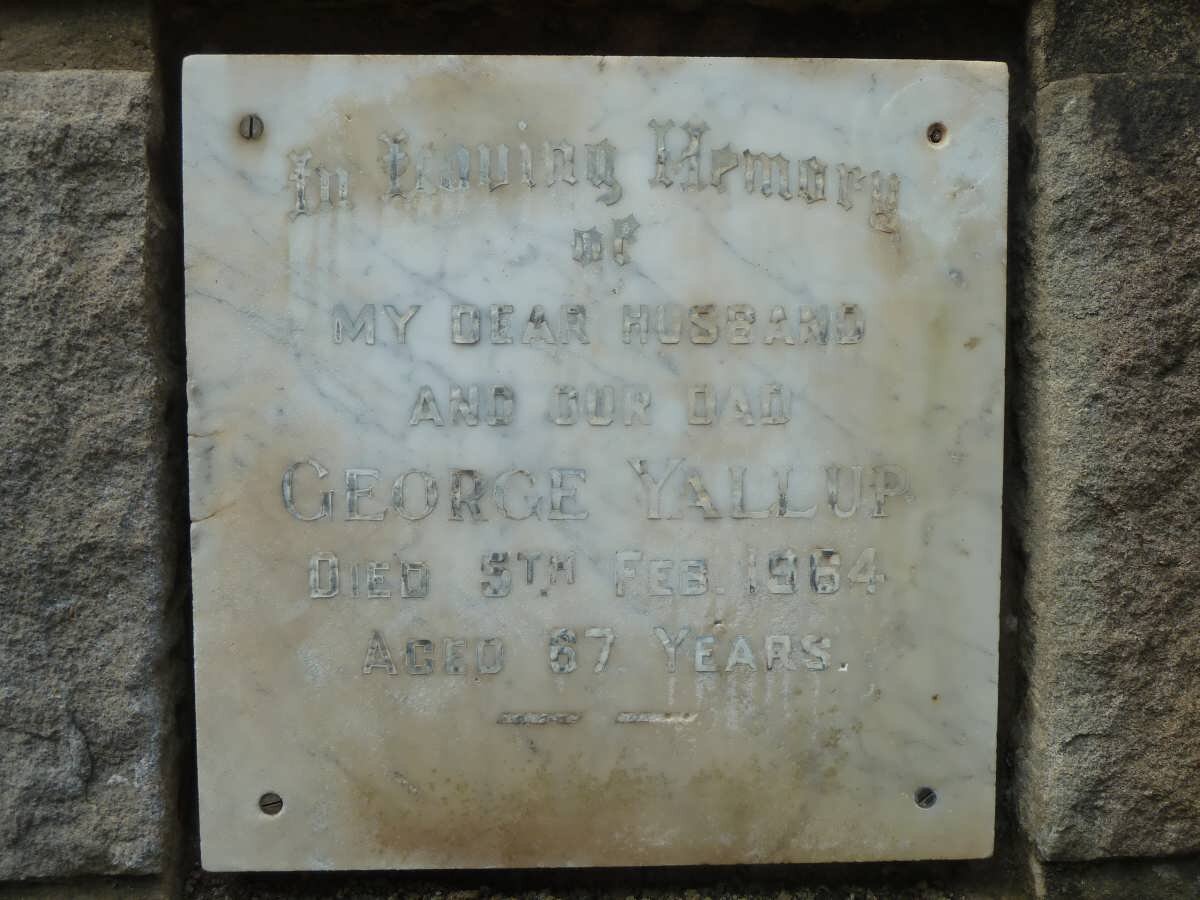 In Loving Memory
of
MY DEAR HUSBAND
AND OUR DAD
GEORGE YALLUP
DIED 5TH FEB. 1964
AGED 67 YEARS.